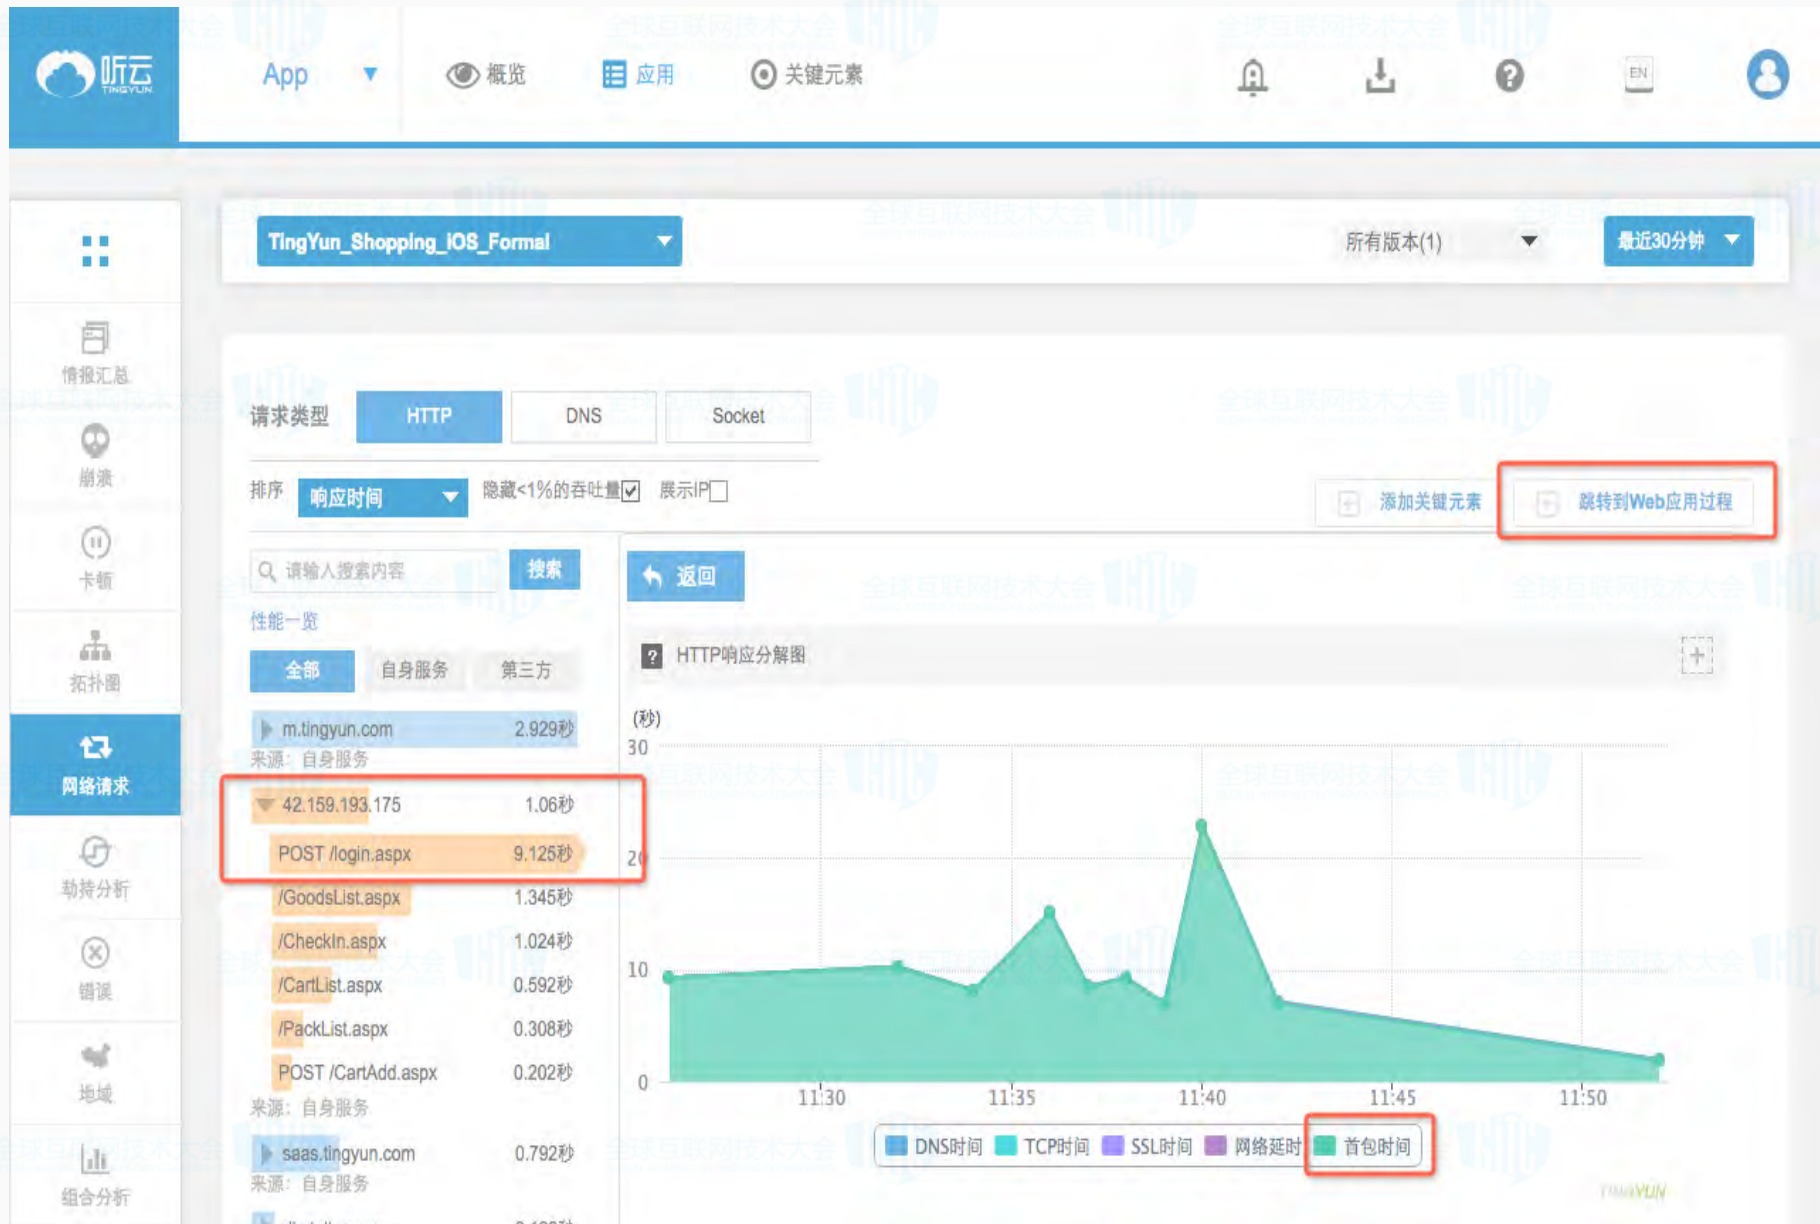 听云
TINGYUN
App
概览
应用
关键元素
EN
TingYun_Shopping_iOS_Formal
所有版本(1)
最近30分钟
情报汇总
崩溃
卡顿
拓扑图
网络请求
劫持分析
错误
地域
组合分析
请求类型
HTTP
DNS
Socket
排序
响应时间
隐藏<1%的吞吐量
展示IP
添加关键元素
跳转到Web应用过程
请输入搜索内容
搜索
返回
性能一览
全部
自身服务
第三方
m.tingyun.com 2.929秒
来源：自身服务
42.159.193.175 1.06秒
POST /login.aspx 9.125秒
/GoodsList.aspx 1.345秒
/CheckIn.aspx 1.024秒
/CartList.aspx 0.592秒
/PackList.aspx 0.308秒
POST /CartAdd.aspx 0.202秒
来源：自身服务
saas.tingyun.com 0.792秒
来源：自身服务
? HTTP响应分解图
(秒)
30
20
10
0
11:30 11:35 11:40 11:45 11:50
DNS时间 TCP时间 SSL时间 网络延时 首包时间
TINGYUN
全球互联网技术大会